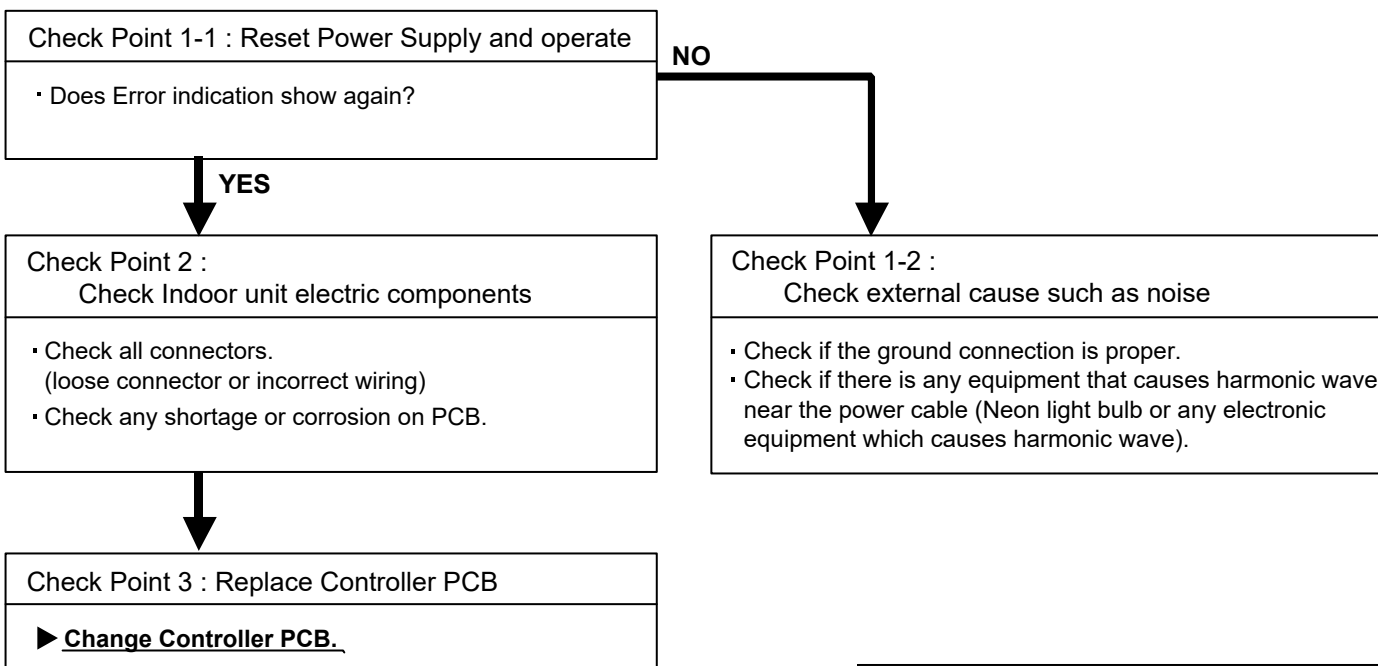 Check Point 1-1 : Reset Power Supply and operate
・Does Error indication show again?
NO
YES
Check Point 2 :
Check Indoor unit electric components
・Check all connectors.
(loose connector or incorrect wiring)
・Check any shortage or corrosion on PCB.
Check Point 1-2 :
Check external cause such as noise
・Check if the ground connection is proper.
・Check if there is any equipment that causes harmonic wave
near the power cable (Neon light bulb or any electronic
equipment which causes harmonic wave).
Check Point 3 : Replace Controller PCB
▶Change Controller PCB.